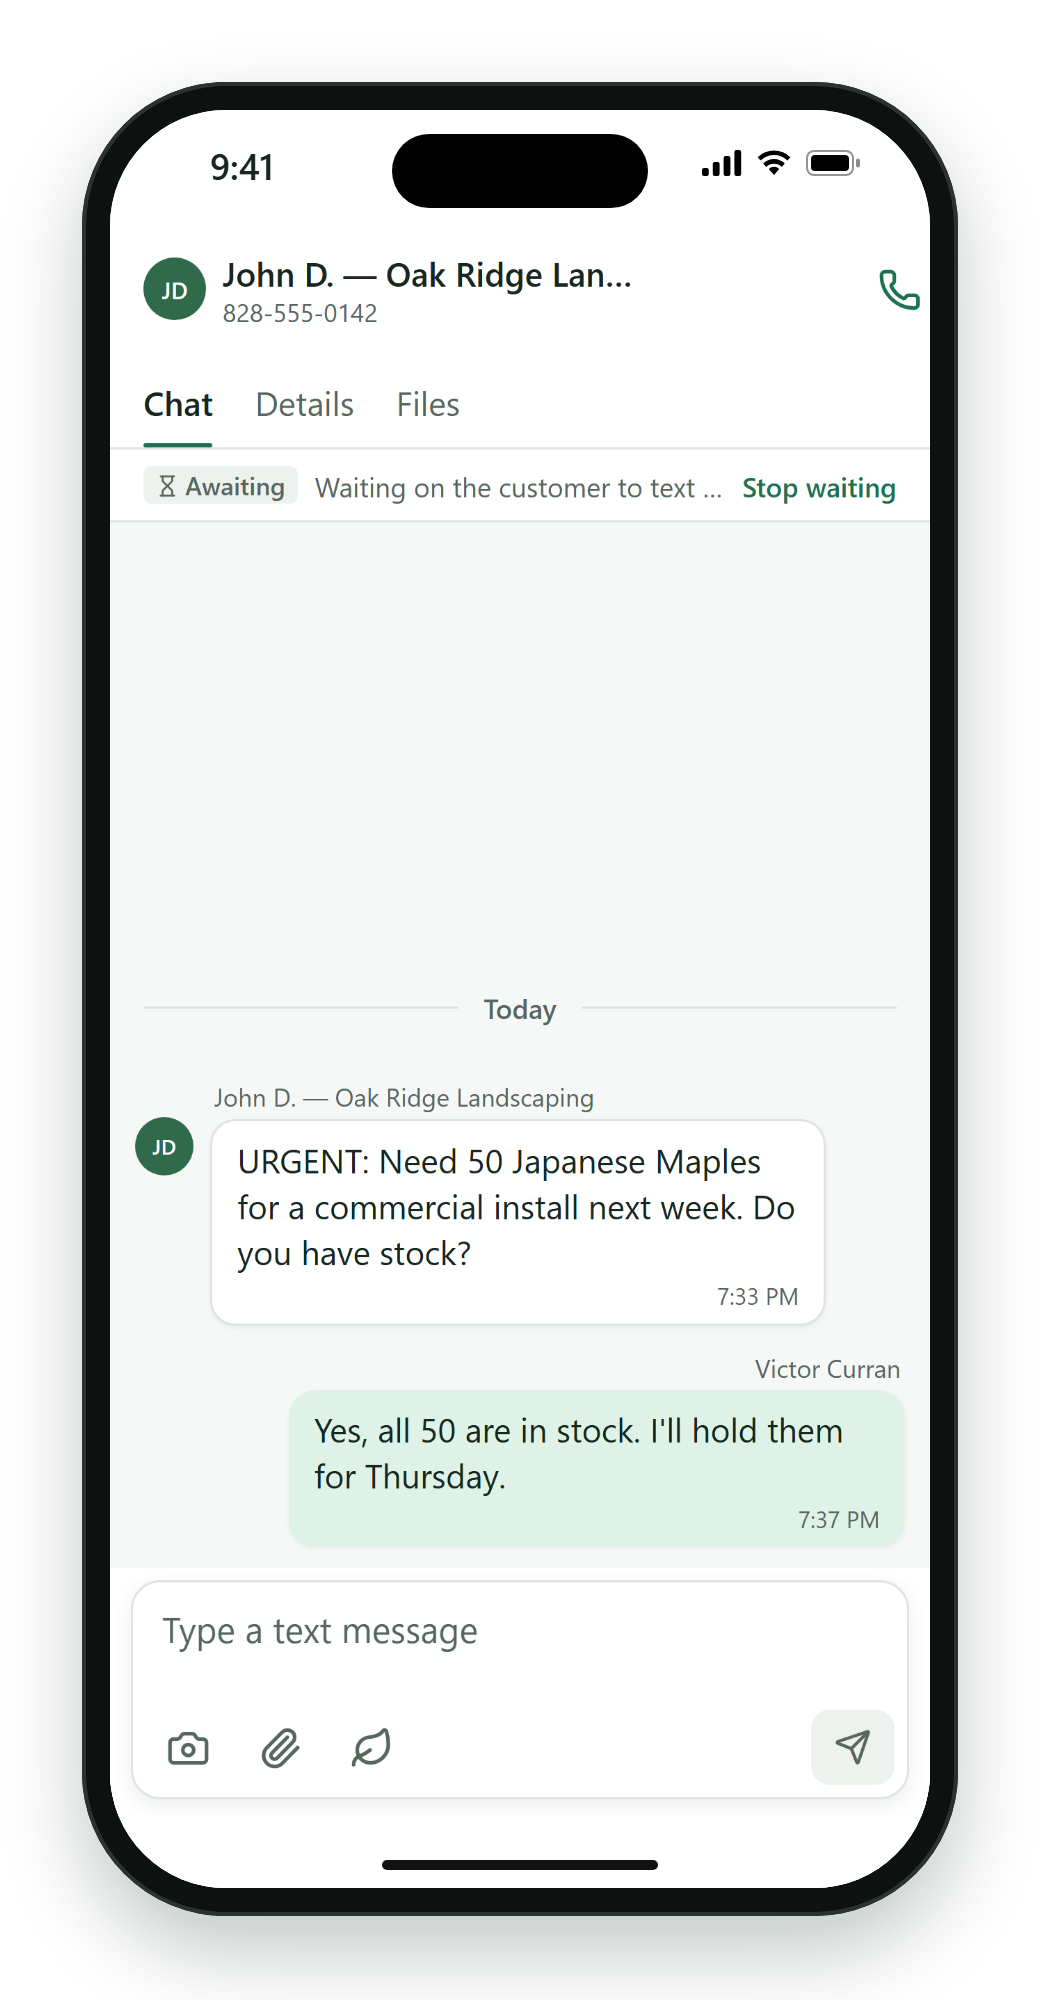 9:41
JD
John D. — Oak Ridge Lan...
828-555-0142
Chat Details Files
Awaiting Waiting on the customer to text ... Stop waiting
Today
John D. — Oak Ridge Landscaping
JD
URGENT: Need 50 Japanese Maples
for a commercial install next week. Do
you have stock?
7:33 PM
Victor Curran
Yes, all 50 are in stock. I'll hold them
for Thursday.
7:37 PM
Type a text message